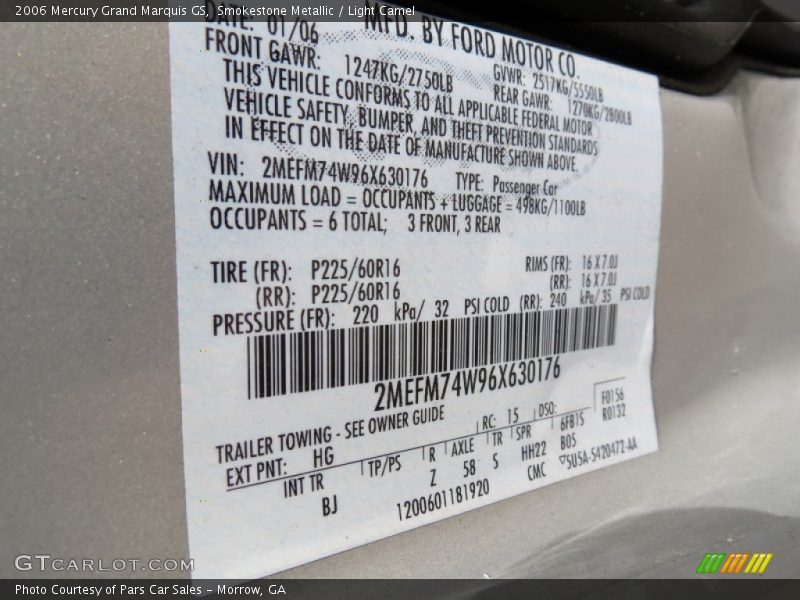 2006 Mercury Grand Marquis GS, Smokestone Metallic / Light Camel
DATE: 01/06 MFD. BY FORD MOTOR CO.
FRONT GAWR: 1247KG/2750LB GVWR: 2517KG/5550LB
REAR GAWR: 1270KG/2800LB
THIS VEHICLE CONFORMS TO ALL APPLICABLE FEDERAL MOTOR
VEHICLE SAFETY, BUMPER, AND THEFT PREVENTION STANDARDS
IN EFFECT ON THE DATE OF MANUFACTURE SHOWN ABOVE
VIN: 2MEFM74W96X630176 TYPE: Passenger Car
MAXIMUM LOAD = OCCUPANTS + LUGGAGE = 498KG/1100LB
OCCUPANTS = 6 TOTAL; 3 FRONT, 3 REAR
TIRE (FR): P225/60R16 RIMS (FR): 16 X 7.0J
(RR): P225/60R16 (RR): 16 X 7.0J
PRESSURE (FR): 220 kPa/ 32 PSI COLD (RR): 240 kPa/ 35 PSI COLD
2MEFM74W96X630176
TRAILER TOWING - SEE OWNER GUIDE RC: 15 DSO: F0156
EXT PNT: HG R0132
INT TR TP/PS R AXLE TR SPR 6FB15
BJ Z 58 S HH22 B05
1200601181920 CMC ▽5U5A-5420472-AA
GTCarlot.com
Photo Courtesy of Pars Car Sales – Morrow, GA